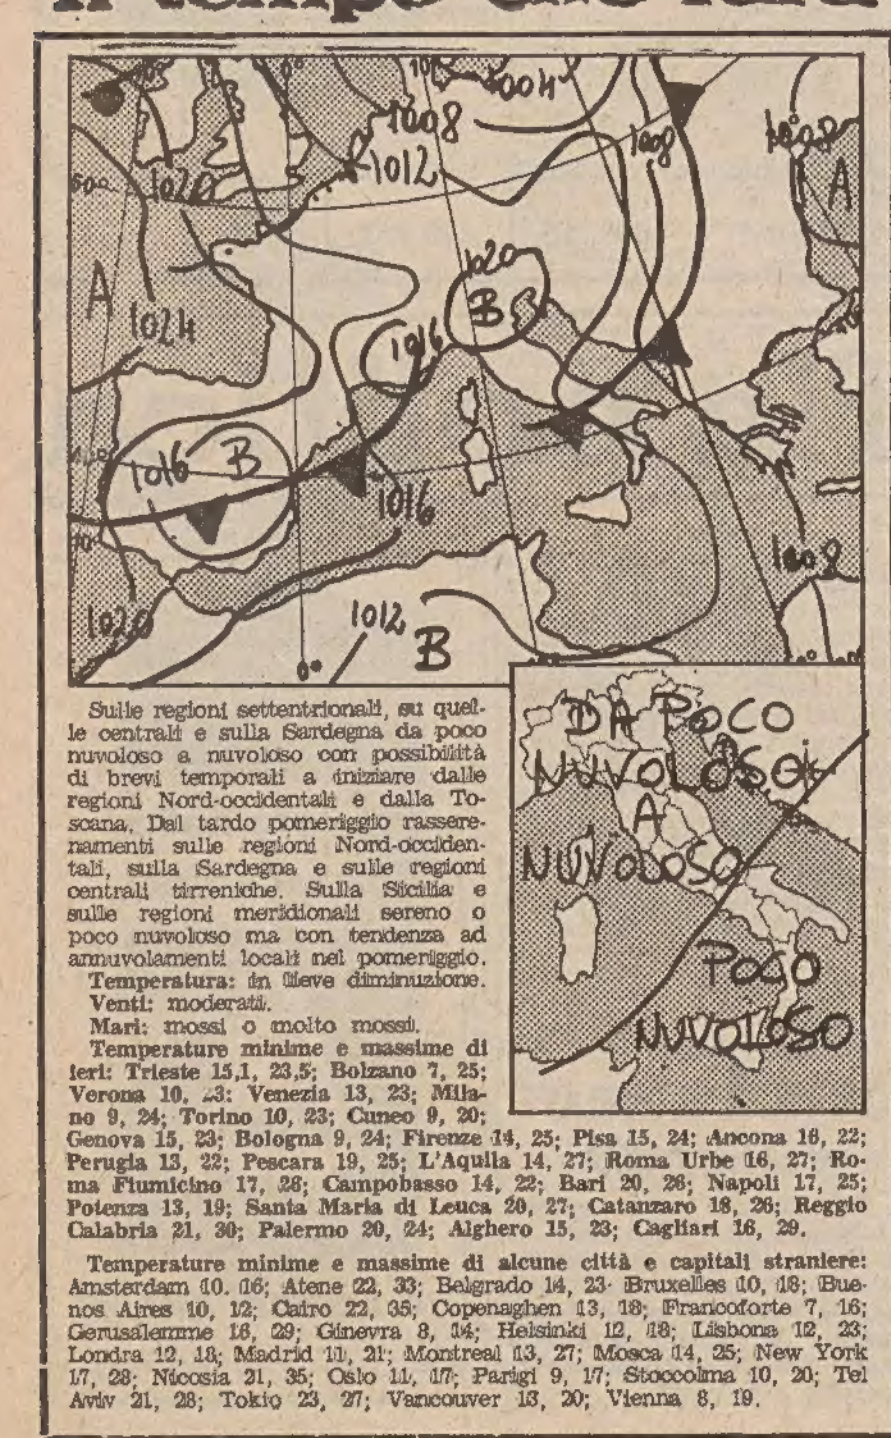 il tempo che farà
1004
1008
1012
1008
1008
A
60°
1020
1020
B
A
1024
1016
1016
B
1016
1008
1020
1012
B
0°
Sulle regioni settentrionali, su quel-
le centrali e sulla Sardegna da poco
nuvoloso a nuvoloso con possibilità
di brevi temporali a iniziare dalle
regioni Nord-occidentali e dalla To-
scana. Dal tardo pomeriggio rassere-
namenti sulle regioni Nord-occiden-
tali, sulla Sardegna e sulle regioni
centrali tirreniche. Sulla Sicilia e
sulle regioni meridionali sereno o
poco nuvoloso ma con tendenza ad
annuvolamenti locali nel pomeriggio.
Temperatura: in lieve diminuzione.
Venti: moderati.
Mari: mossi o molto mossi.
Temperature minime e massime di
ieri: Trieste 15,1, 23,5; Bolzano 7, 25;
Verona 10, 23; Venezia 13, 23; Mila-
no 9, 24; Torino 10, 23; Cuneo 9, 20;
Genova 15, 23; Bologna 9, 24; Firenze 14, 25; Pisa 15, 24; Ancona 16, 22;
Perugia 13, 22; Pescara 19, 25; L'Aquila 14, 27; Roma Urbe 16, 27; Ro-
ma Fiumicino 17, 26; Campobasso 14, 22; Bari 20, 26; Napoli 17, 25;
Potenza 13, 19; Santa Maria di Leuca 20, 27; Catanzaro 18, 26; Reggio
Calabria 21, 30; Palermo 20, 24; Alghero 15, 23; Cagliari 16, 29.
DA POCO
NUVOLOSO
A
NUVOLOSO
POCO
NUVOLOSO
Temperature minime e massime di alcune città e capitali straniere:
Amsterdam 10, 16; Atene 22, 33; Belgrado 14, 23; Bruxelles 10, 18; Bue-
nos Aires 10, 12; Cairo 22, 35; Copenaghen 13, 18; Francoforte 7, 16;
Gerusalemme 16, 29; Ginevra 8, 14; Helsinki 12, 18; Lisbona 12, 23;
Londra 12, 18; Madrid 11, 21; Montreal 13, 27; Mosca 14, 25; New York
17, 28; Nicosia 21, 35; Oslo 11, 17; Parigi 9, 17; Stoccolma 10, 20; Tel
Aviv 21, 28; Tokio 23, 27; Vancouver 13, 20; Vienna 8, 19.